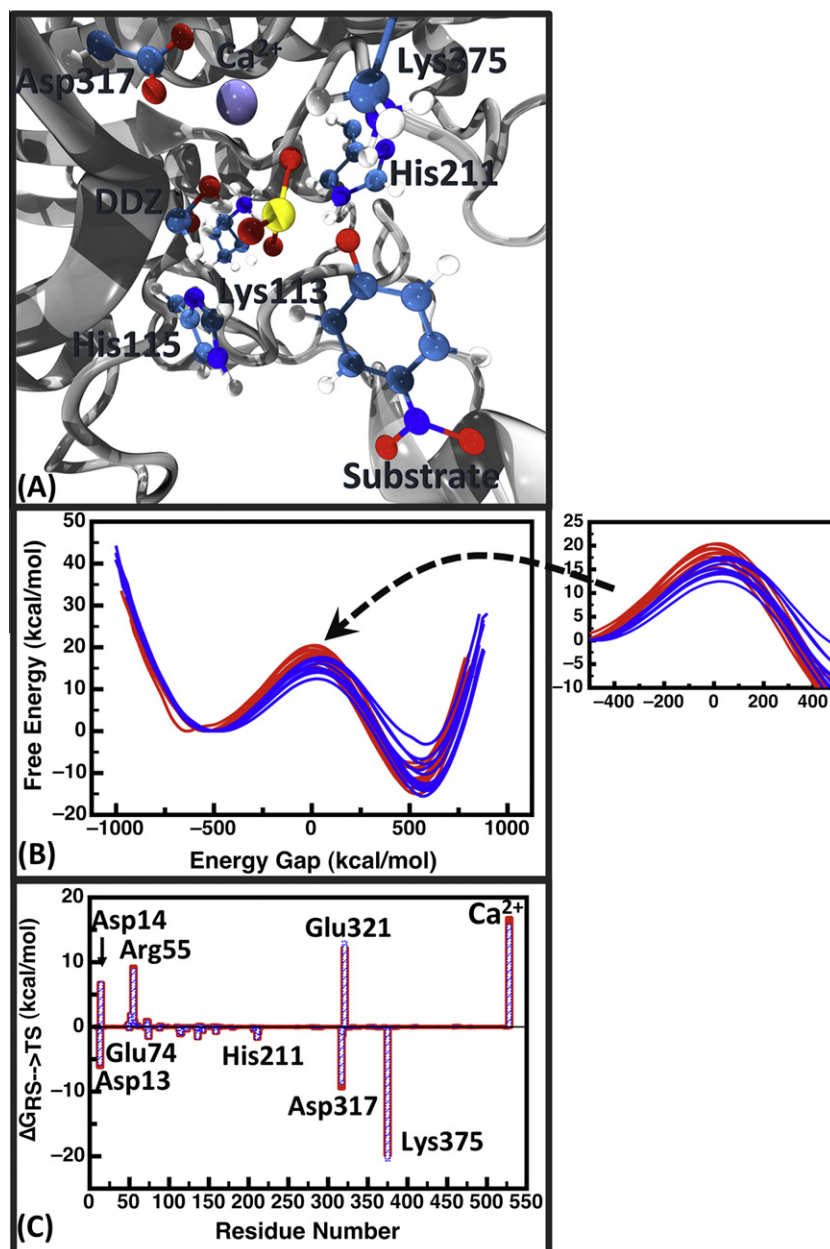 Asp317
Ca2+
Lys375
His211
DDZ
Lys113
His115
Substrate
(A)
50
40
30
20
10
0
−10
−20
Free Energy (kcal/mol)
−1000
−500
0
500
1000
Energy Gap (kcal/mol)
(B)
25
20
15
10
5
0
−5
−10
−400
−200
0
200
400
20
10
0
−10
−20
ΔGRS-->TS (kcal/mol)
Asp14
Arg55
Glu321
Ca2+
Glu74
Asp13
His211
Asp317
Lys375
0
50
100
150
200
250
300
350
400
450
500
550
Residue Number
(C)